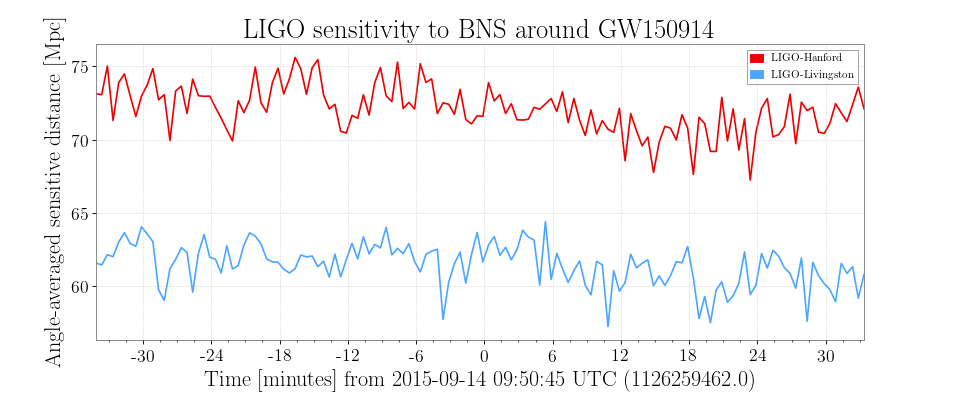 LIGO sensitivity to BNS around GW150914
Angle-averaged sensitive distance [Mpc]
75
70
65
60
LIGO-Hanford
LIGO-Livingston
-30 -24 -18 -12 -6 0 6 12 18 24 30
Time [minutes] from 2015-09-14 09:50:45 UTC (1126259462.0)